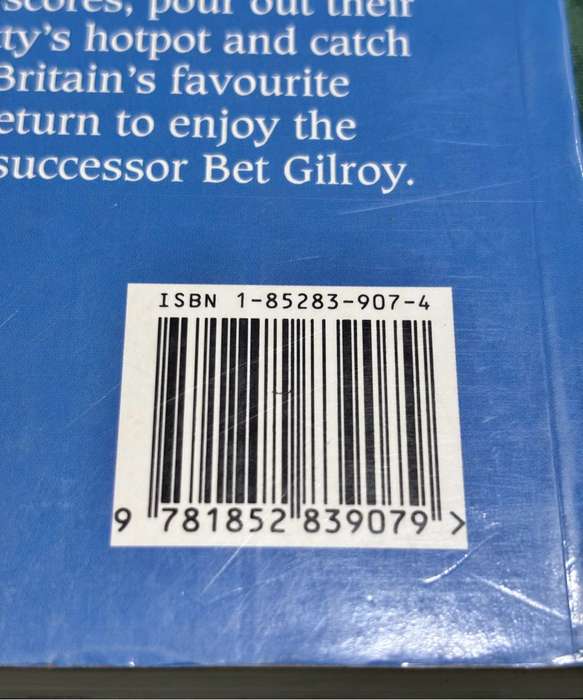 scores, pour out their
tty's hotpot and catch
Britain's favourite
eturn to enjoy the
successor Bet Gilroy.
ISBN 1-85283-907-4
9 781852 839079 >